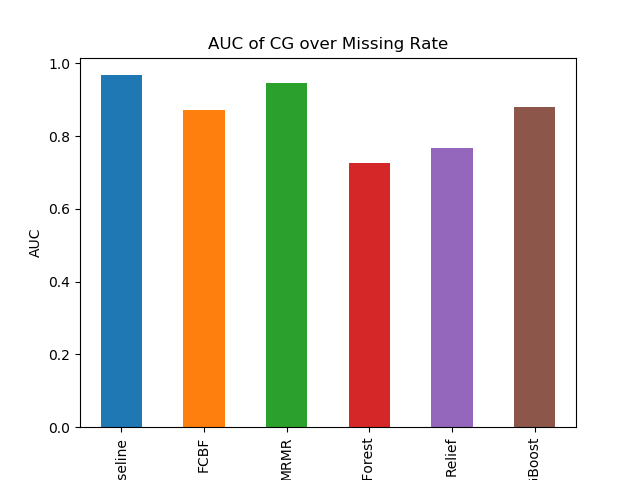 AUC of CG over Missing Rate
1.0
0.8
0.6
0.4
0.2
0.0
AUC
seline
FCBF
MRMR
Forest
Relief
Boost